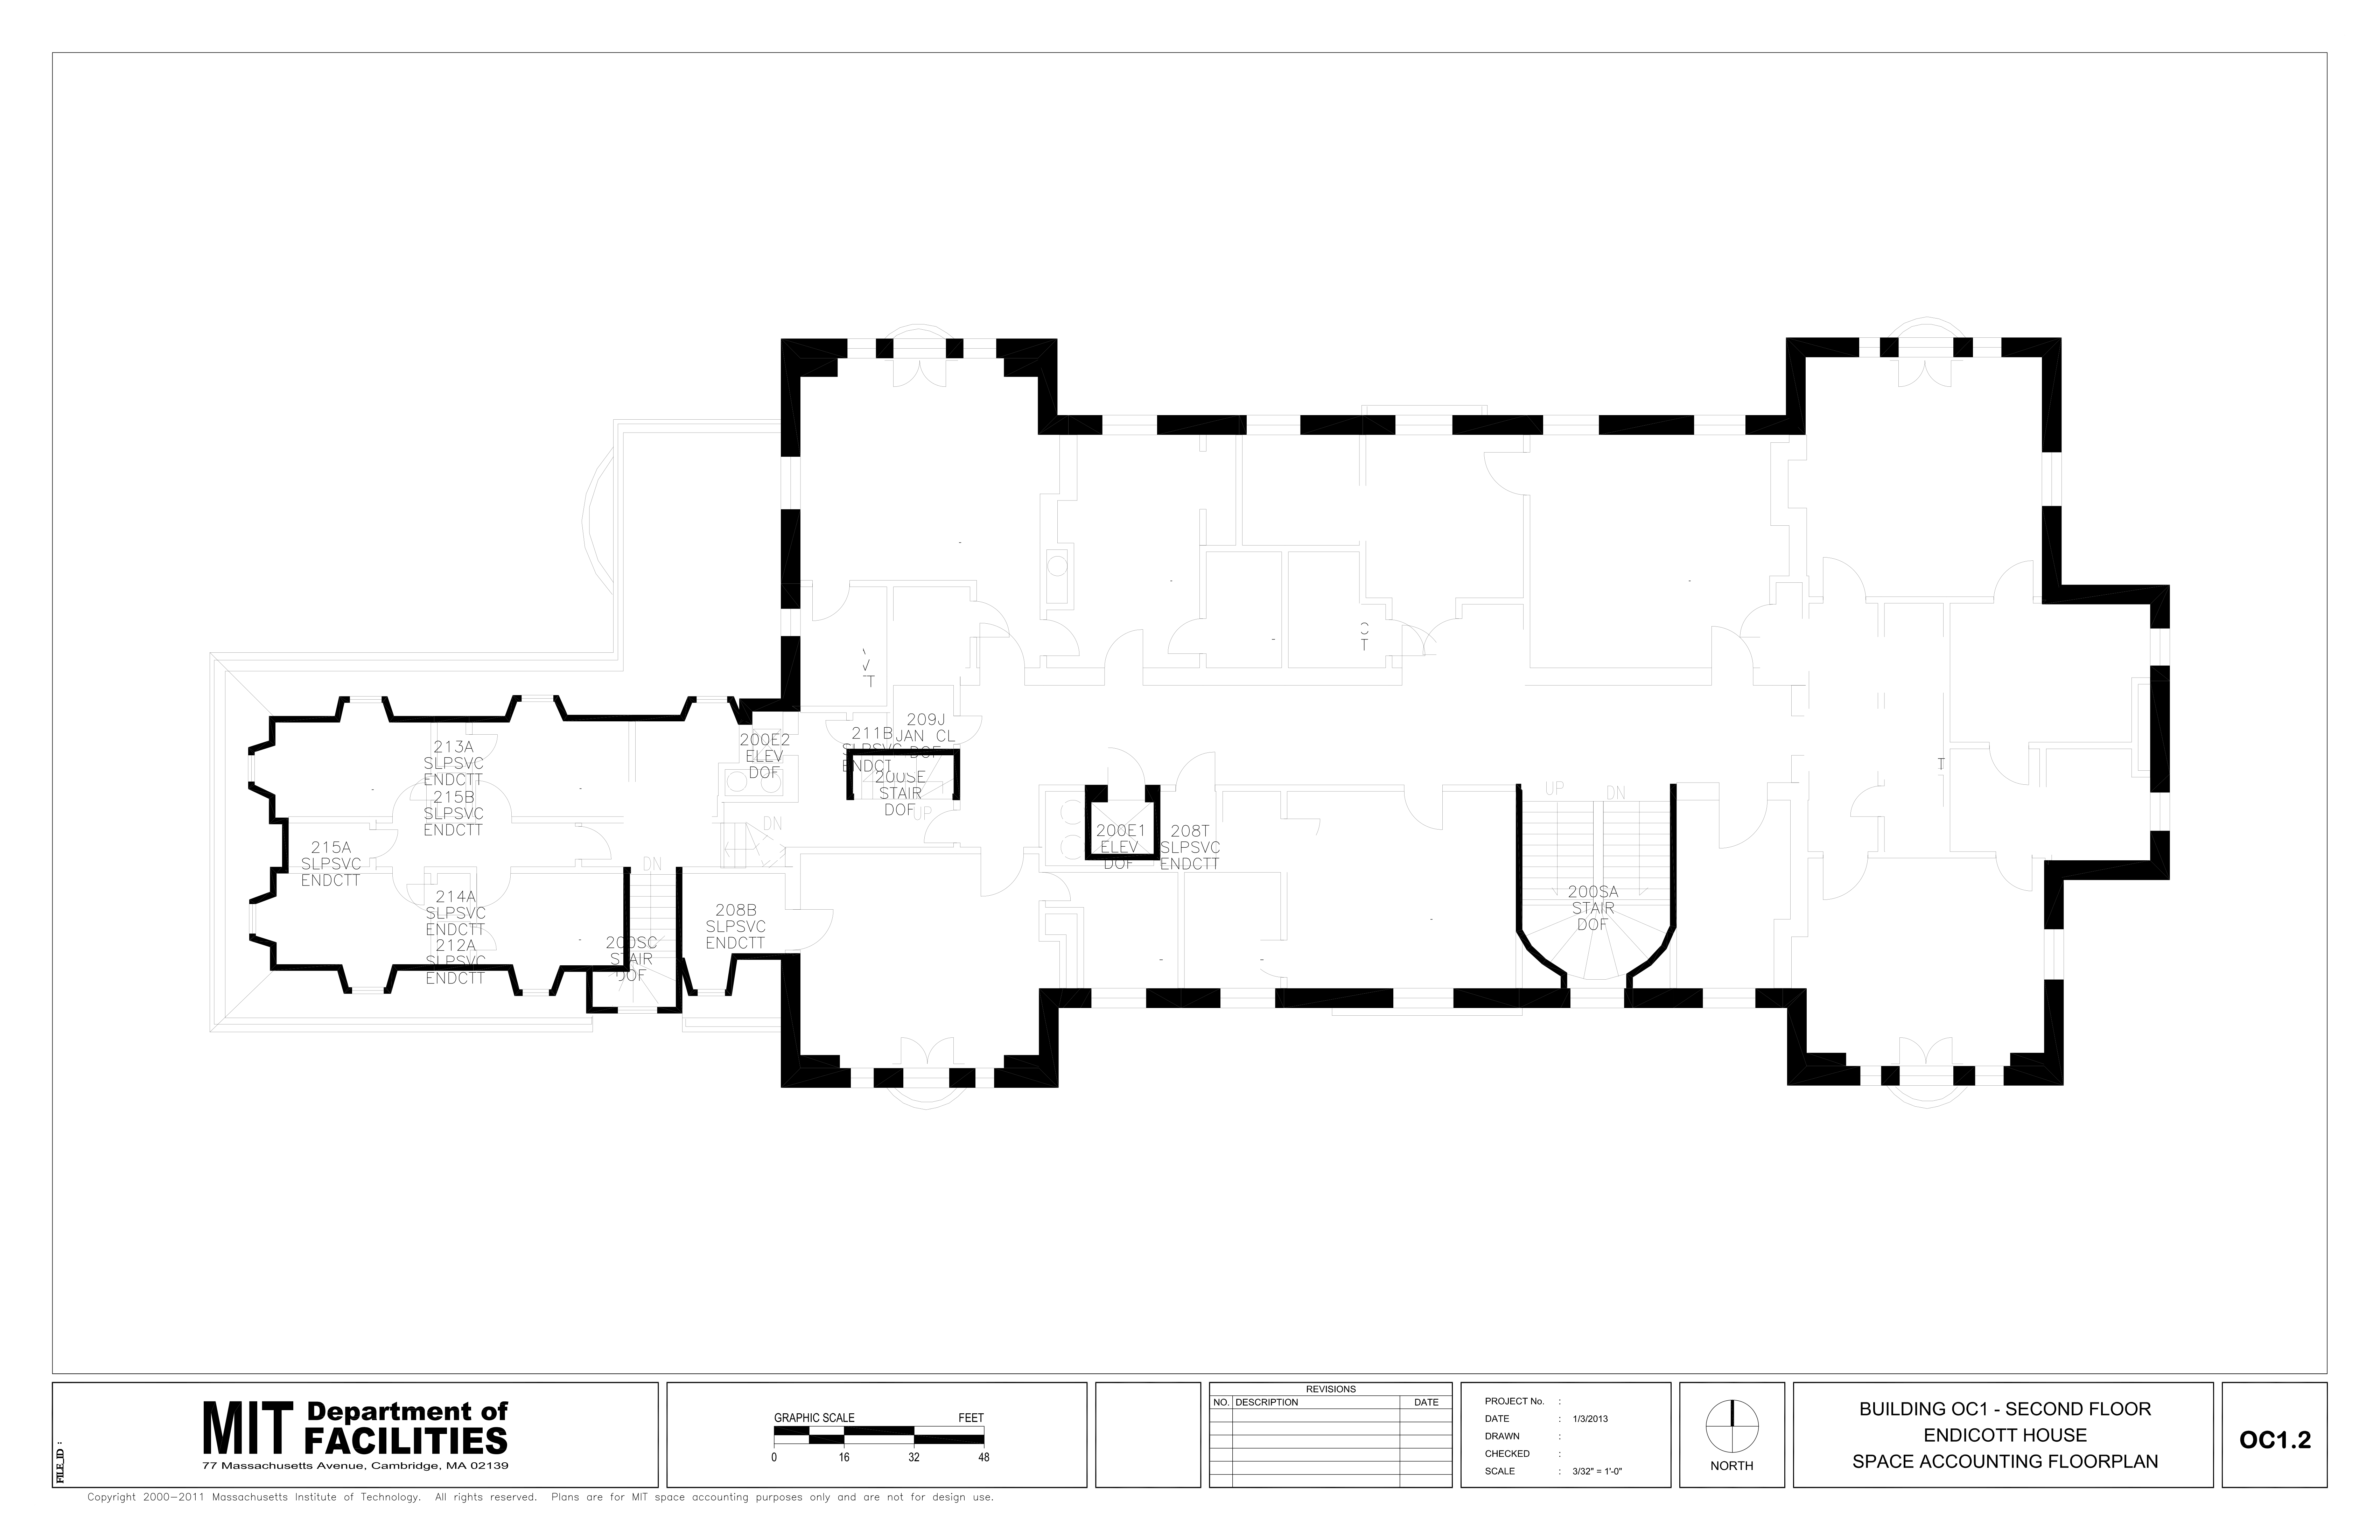 213A
SLPSVC
ENDCTT
215B
SLPSVC
ENDCTT
215A
SLPSVC
ENDCTT
214A
SLPSVC
ENDCTT
212A
SLPSVC
ENDCTT
DN
200SC
STAIR
DOF
208B
SLPSVC
ENDCTT
200E2
ELEV
DOF
DN
211B
SLPSVC
ENDCT
209J
JAN CL
DOF
200SE
STAIR
DOF
UP
200E1
ELEV
DOF
208T
SLPSVC
ENDCTT
UP
DN
200SA
STAIR
DOF
FILE_ID :
MIT Department of
FACILITIES
77 Massachusetts Avenue, Cambridge, MA 02139
GRAPHIC SCALE FEET
0 16 32 48
REVISIONS
NO. DESCRIPTION DATE
PROJECT No. :
DATE : 1/3/2013
DRAWN :
CHECKED :
SCALE : 3/32" = 1'-0"
NORTH
BUILDING OC1 - SECOND FLOOR
ENDICOTT HOUSE
SPACE ACCOUNTING FLOORPLAN
OC1.2
Copyright 2000-2011 Massachusetts Institute of Technology. All rights reserved. Plans are for MIT space accounting purposes only and are not for design use.